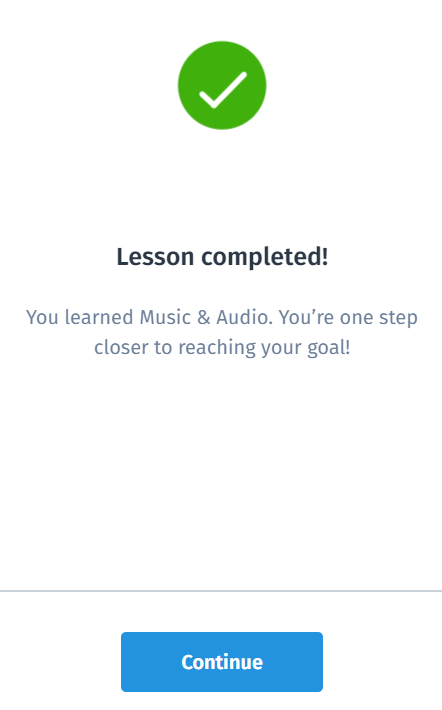 Lesson completed!
You learned Music & Audio. You’re one step
closer to reaching your goal!
Continue